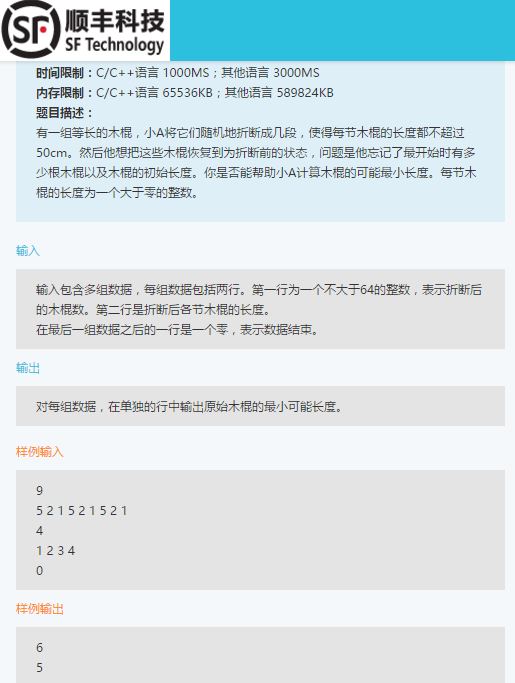 SF 顺丰科技
SF Technology
时间限制：C/C++语言 1000MS；其他语言 3000MS
内存限制：C/C++语言 65536KB；其他语言 589824KB
题目描述：
有一组等长的木棍，小A将它们随机地折断成几段，使得每节木棍的长度都不超过
50cm。然后他想把这些木棍恢复到为折断前的状态，问题是他忘记了最开始时有多
少根木棍以及木棍的初始长度。你是否能帮助小A计算木棍的可能最小长度。每节木
棍的长度为一个大于零的整数。
输入
输入包含多组数据，每组数据包括两行。第一行为一个不大于64的整数，表示折断后
的木棍数。第二行是折断后各节木棍的长度。
在最后一组数据之后的一行是一个零，表示数据结束。
输出
对每组数据，在单独的行中输出原始木棍的最小可能长度。
样例输入
9
5 2 1 5 2 1 5 2 1
4
1 2 3 4
0
样例输出
6
5